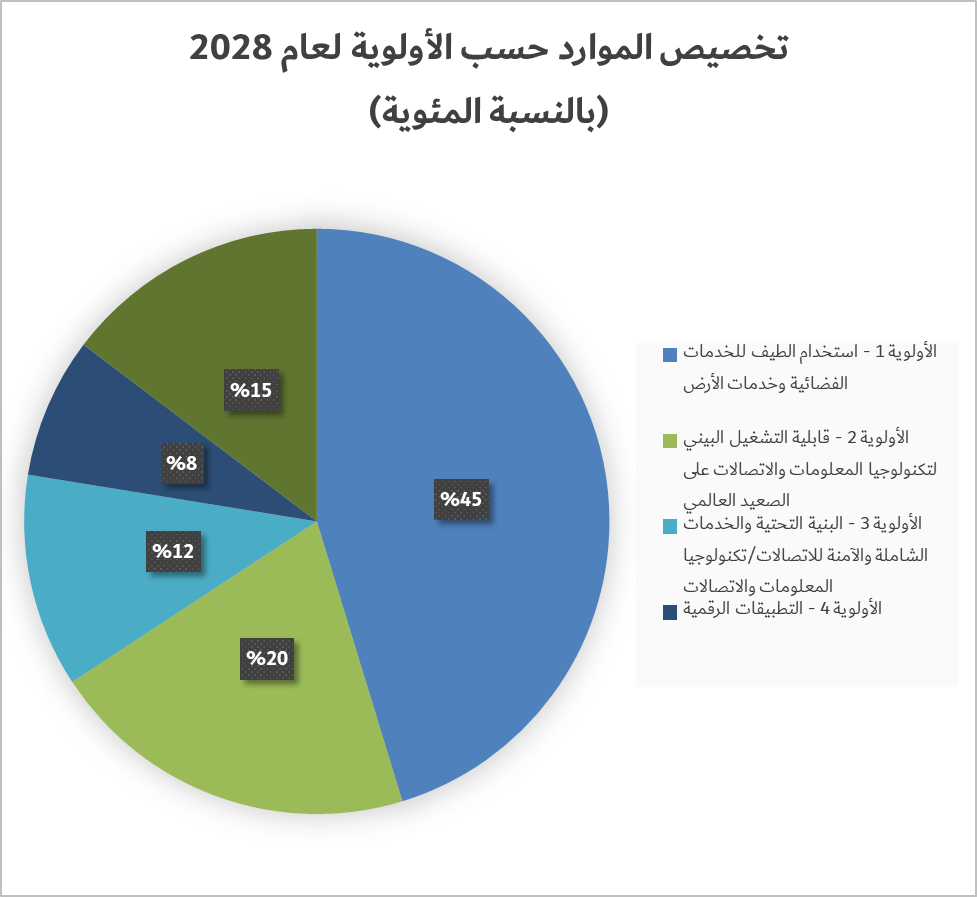 تخصيص الموارد حسب الأولوية لعام 2028
(بالنسبة المئوية)
%45
%20
%12
%8
%15
الأولوية 1 - استخدام الطيف للخدمات
الفضائية وخدمات الأرض
الأولوية 2 - قابلية التشغيل البيني
لتكنولوجيا المعلومات والاتصالات على
الصعيد العالمي
الأولوية 3 - البنية التحتية والخدمات
الشاملة والآمنة للاتصالات/تكنولوجيا
المعلومات والاتصالات
الأولوية 4 - التطبيقات الرقمية